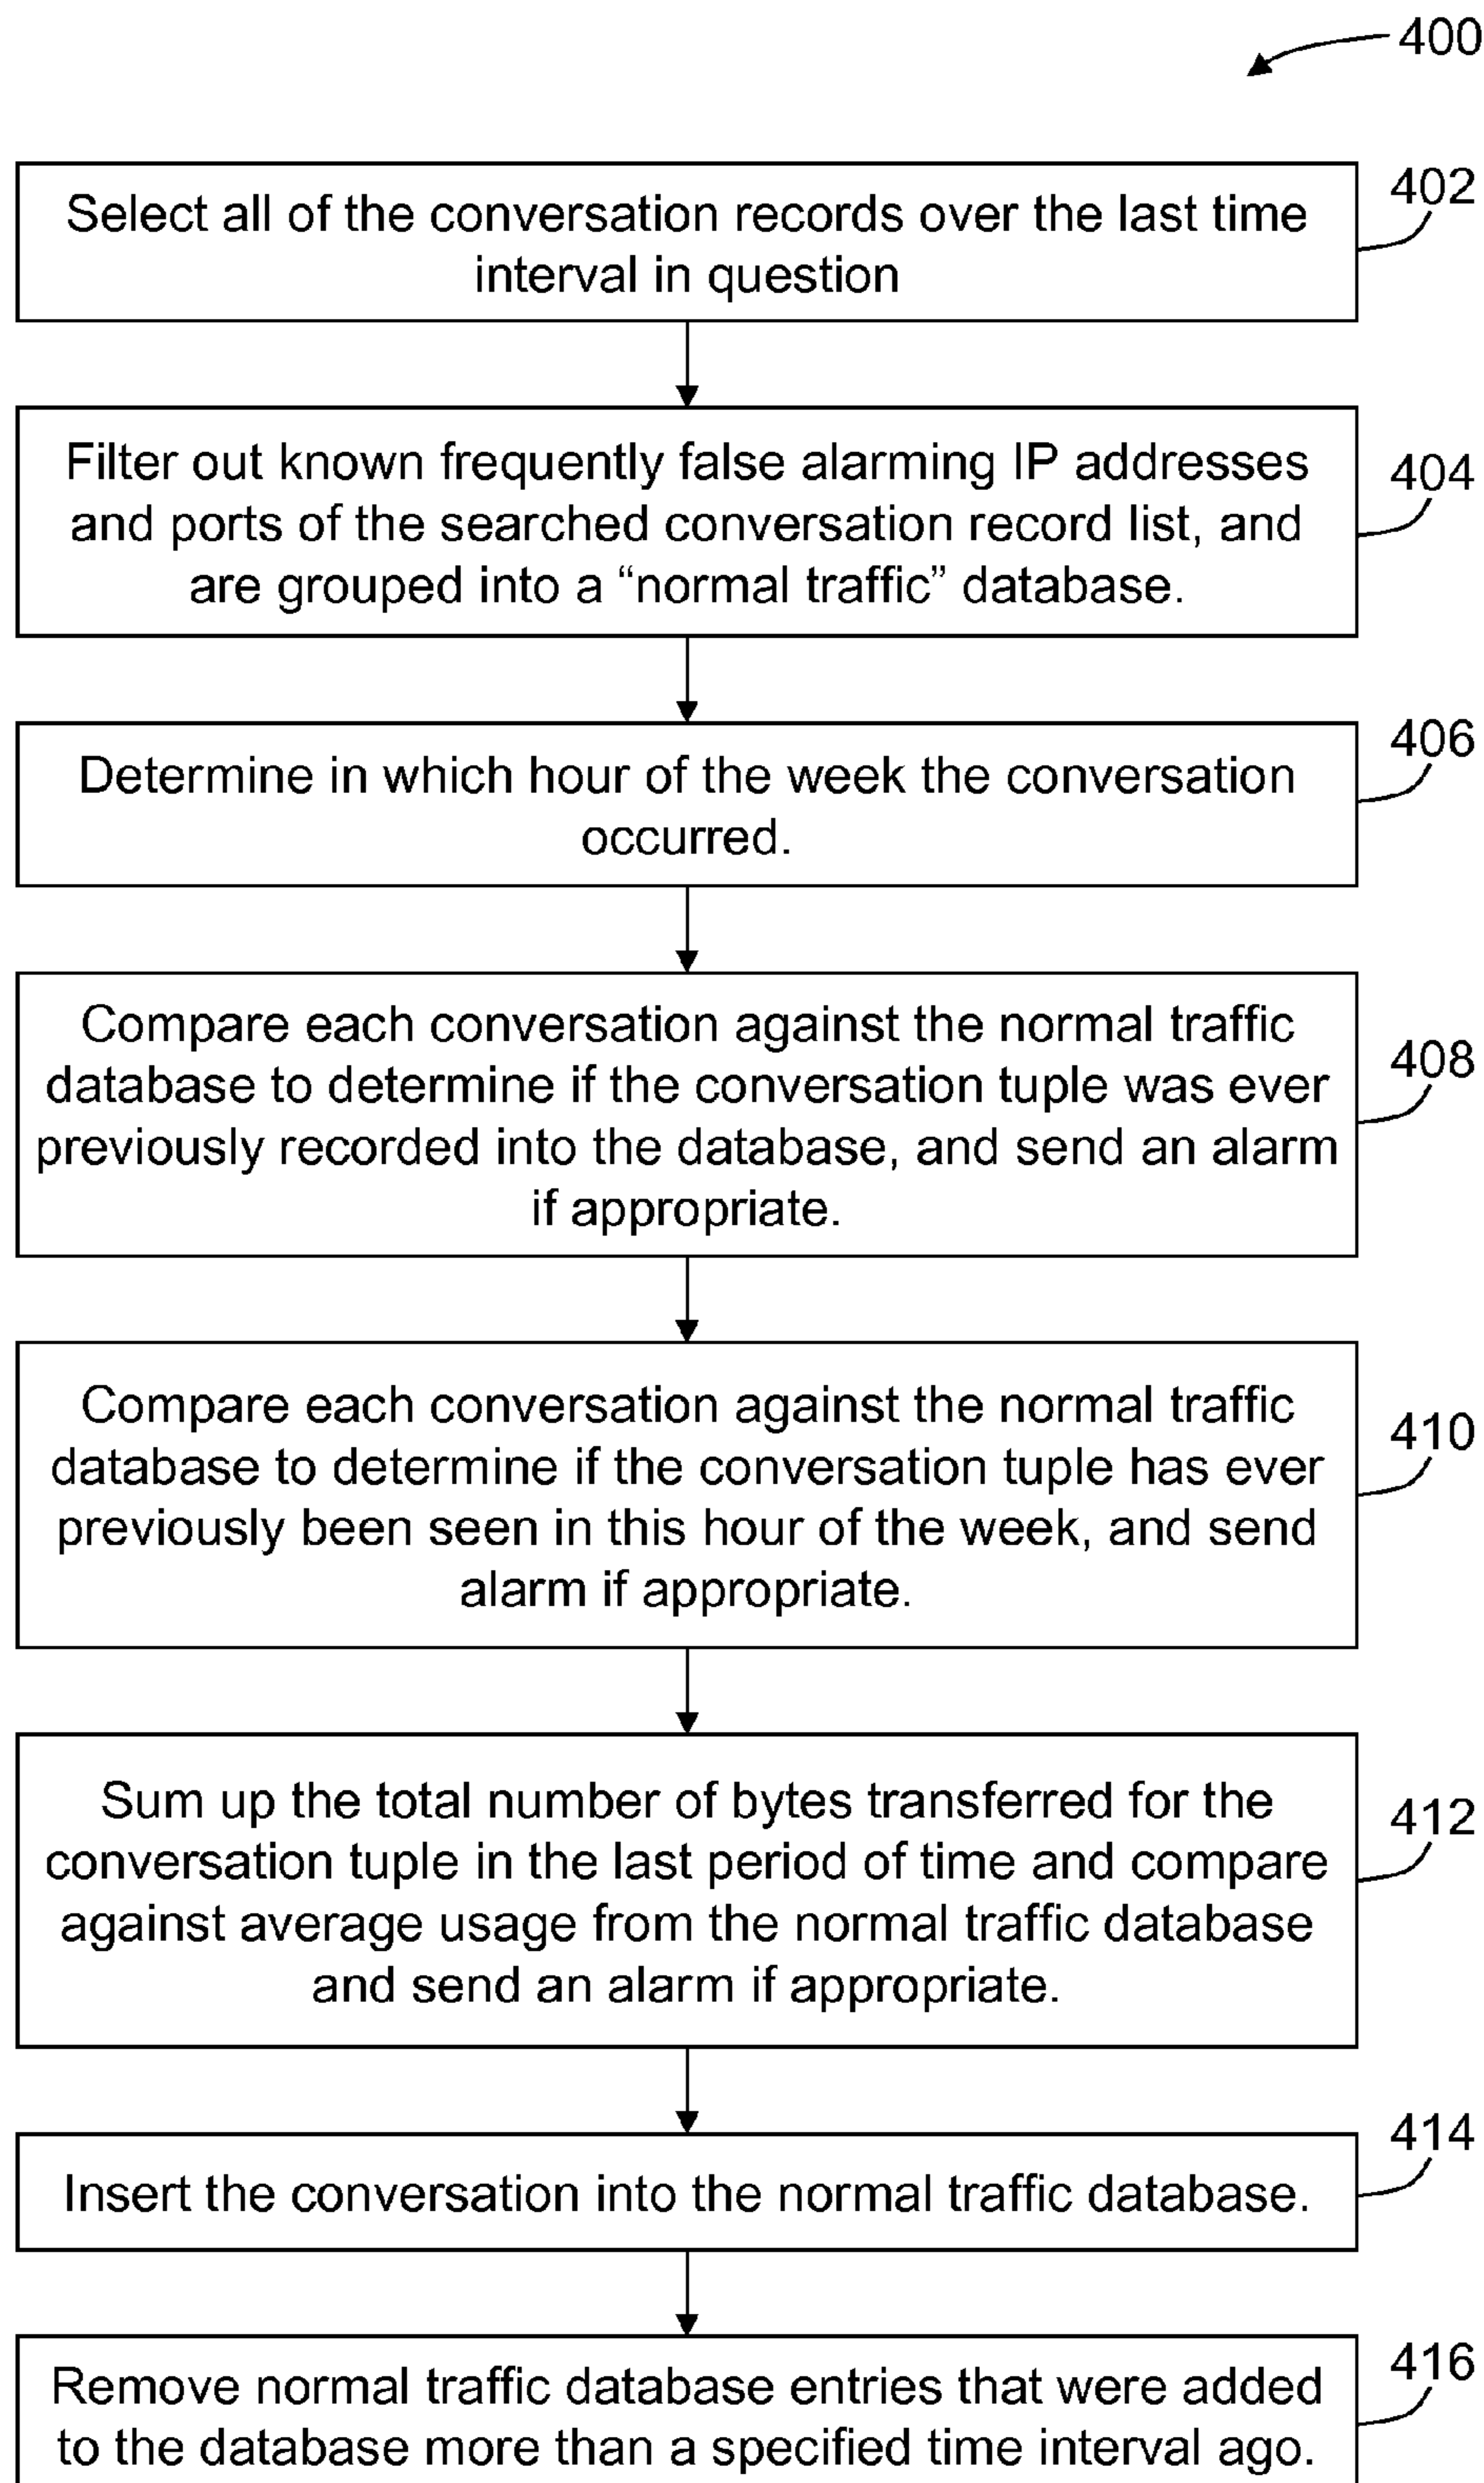 400
402
Select all of the conversation records over the last time
interval in question
404
Filter out known frequently false alarming IP addresses
and ports of the searched conversation record list, and
are grouped into a “normal traffic” database.
406
Determine in which hour of the week the conversation
occurred.
408
Compare each conversation against the normal traffic
database to determine if the conversation tuple was ever
previously recorded into the database, and send an alarm
if appropriate.
410
Compare each conversation against the normal traffic
database to determine if the conversation tuple has ever
previously been seen in this hour of the week, and send
alarm if appropriate.
412
Sum up the total number of bytes transferred for the
conversation tuple in the last period of time and compare
against average usage from the normal traffic database
and send an alarm if appropriate.
414
Insert the conversation into the normal traffic database.
416
Remove normal traffic database entries that were added
to the database more than a specified time interval ago.